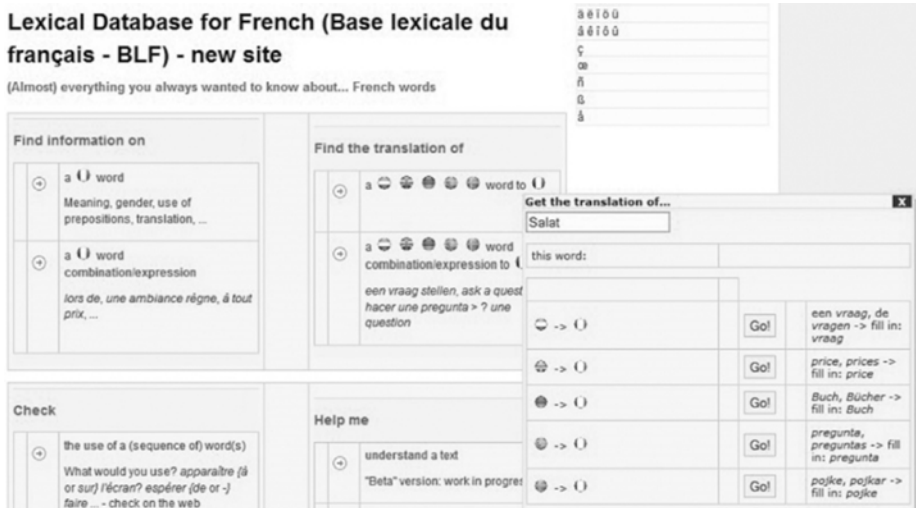 Lexical Database for French (Base lexicale du
français - BLF) - new site
(Almost) everything you always wanted to know about... French words
ä ë ï ö ü
â ê î ô û
ç
œ
ñ
ß
å
Find information on
a word
Meaning, gender, use of
prepositions, translation, ...
a word
combination/expression
lors de, une ambiance règne, à tout
prix, ...
Find the translation of
a word to
a word
combination/expression to
een vraag stellen, ask a quest
hacer une pregunta > ? une
question
Get the translation of...
X
Salat
this word:
->
Go!
een vraag, de
vragen -> fill in:
vraag
->
Go!
price, prices ->
fill in: price
->
Go!
Buch, Bücher ->
fill in: Buch
->
Go!
pregunta,
preguntas -> fill
in: pregunta
->
Go!
pojke, pojkar ->
fill in: pojke
Check
the use of a (sequence of) word(s)
What would you use? apparaître {à
or sur} l'écran? espérer {de or -}
faire ... - check on the web
Help me
understand a text
"Beta" version: work in progres